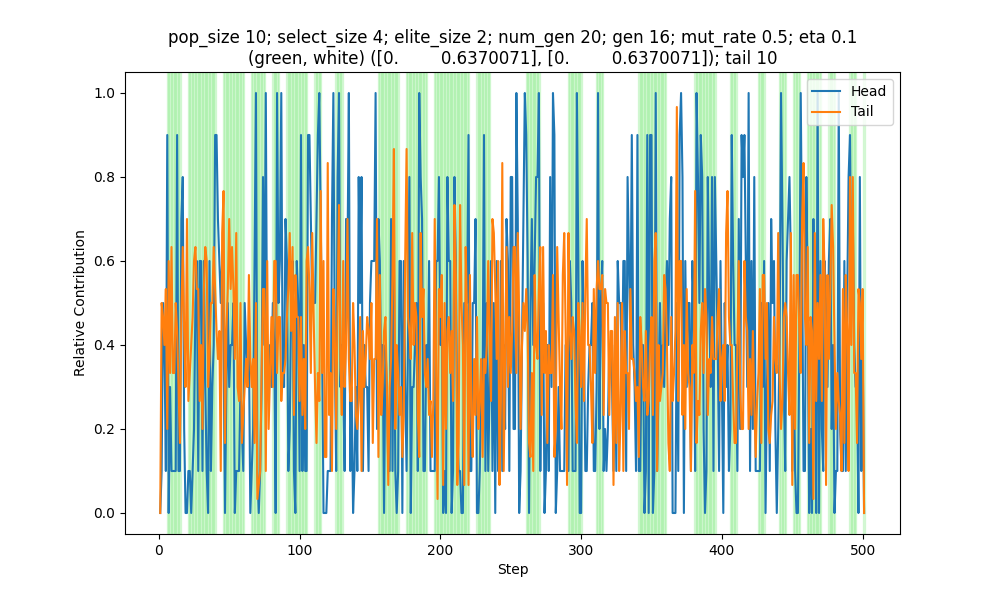 pop_size 10; select_size 4; elite_size 2; num_gen 20; gen 16; mut_rate 0.5; eta 0.1
(green, white) ([0. 0.6370071], [0. 0.6370071]); tail 10
Head
Tail
Relative Contribution
1.0
0.8
0.6
0.4
0.2
0.0
0 100 200 300 400 500
Step